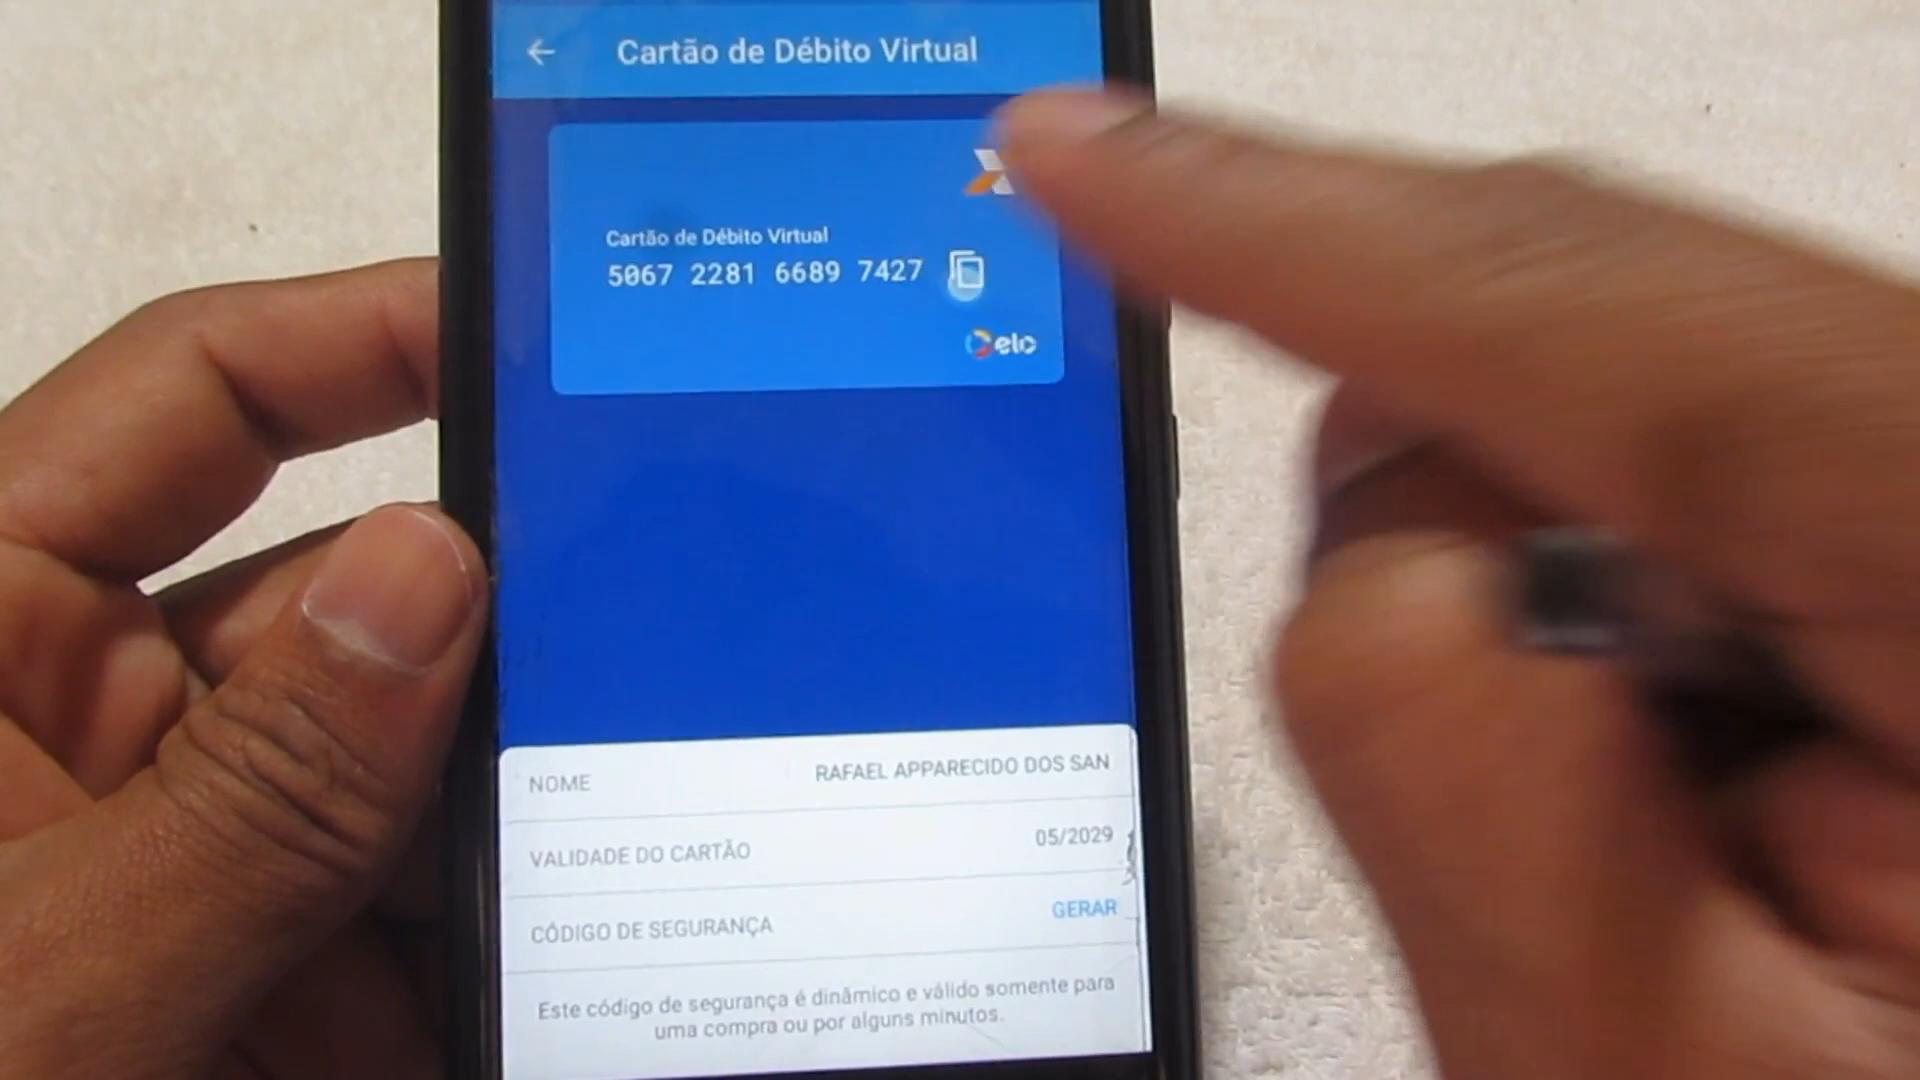 Cartão de Débito Virtual
Cartão de Débito Virtual
5067 2281 6689 7427
elo
NOME RAFAEL APPARECIDO DOS SAN
VALIDADE DO CARTÃO 05/2029
CÓDIGO DE SEGURANÇA GERAR
Este código de segurança é dinâmico e válido somente para
uma compra ou por alguns minutos.